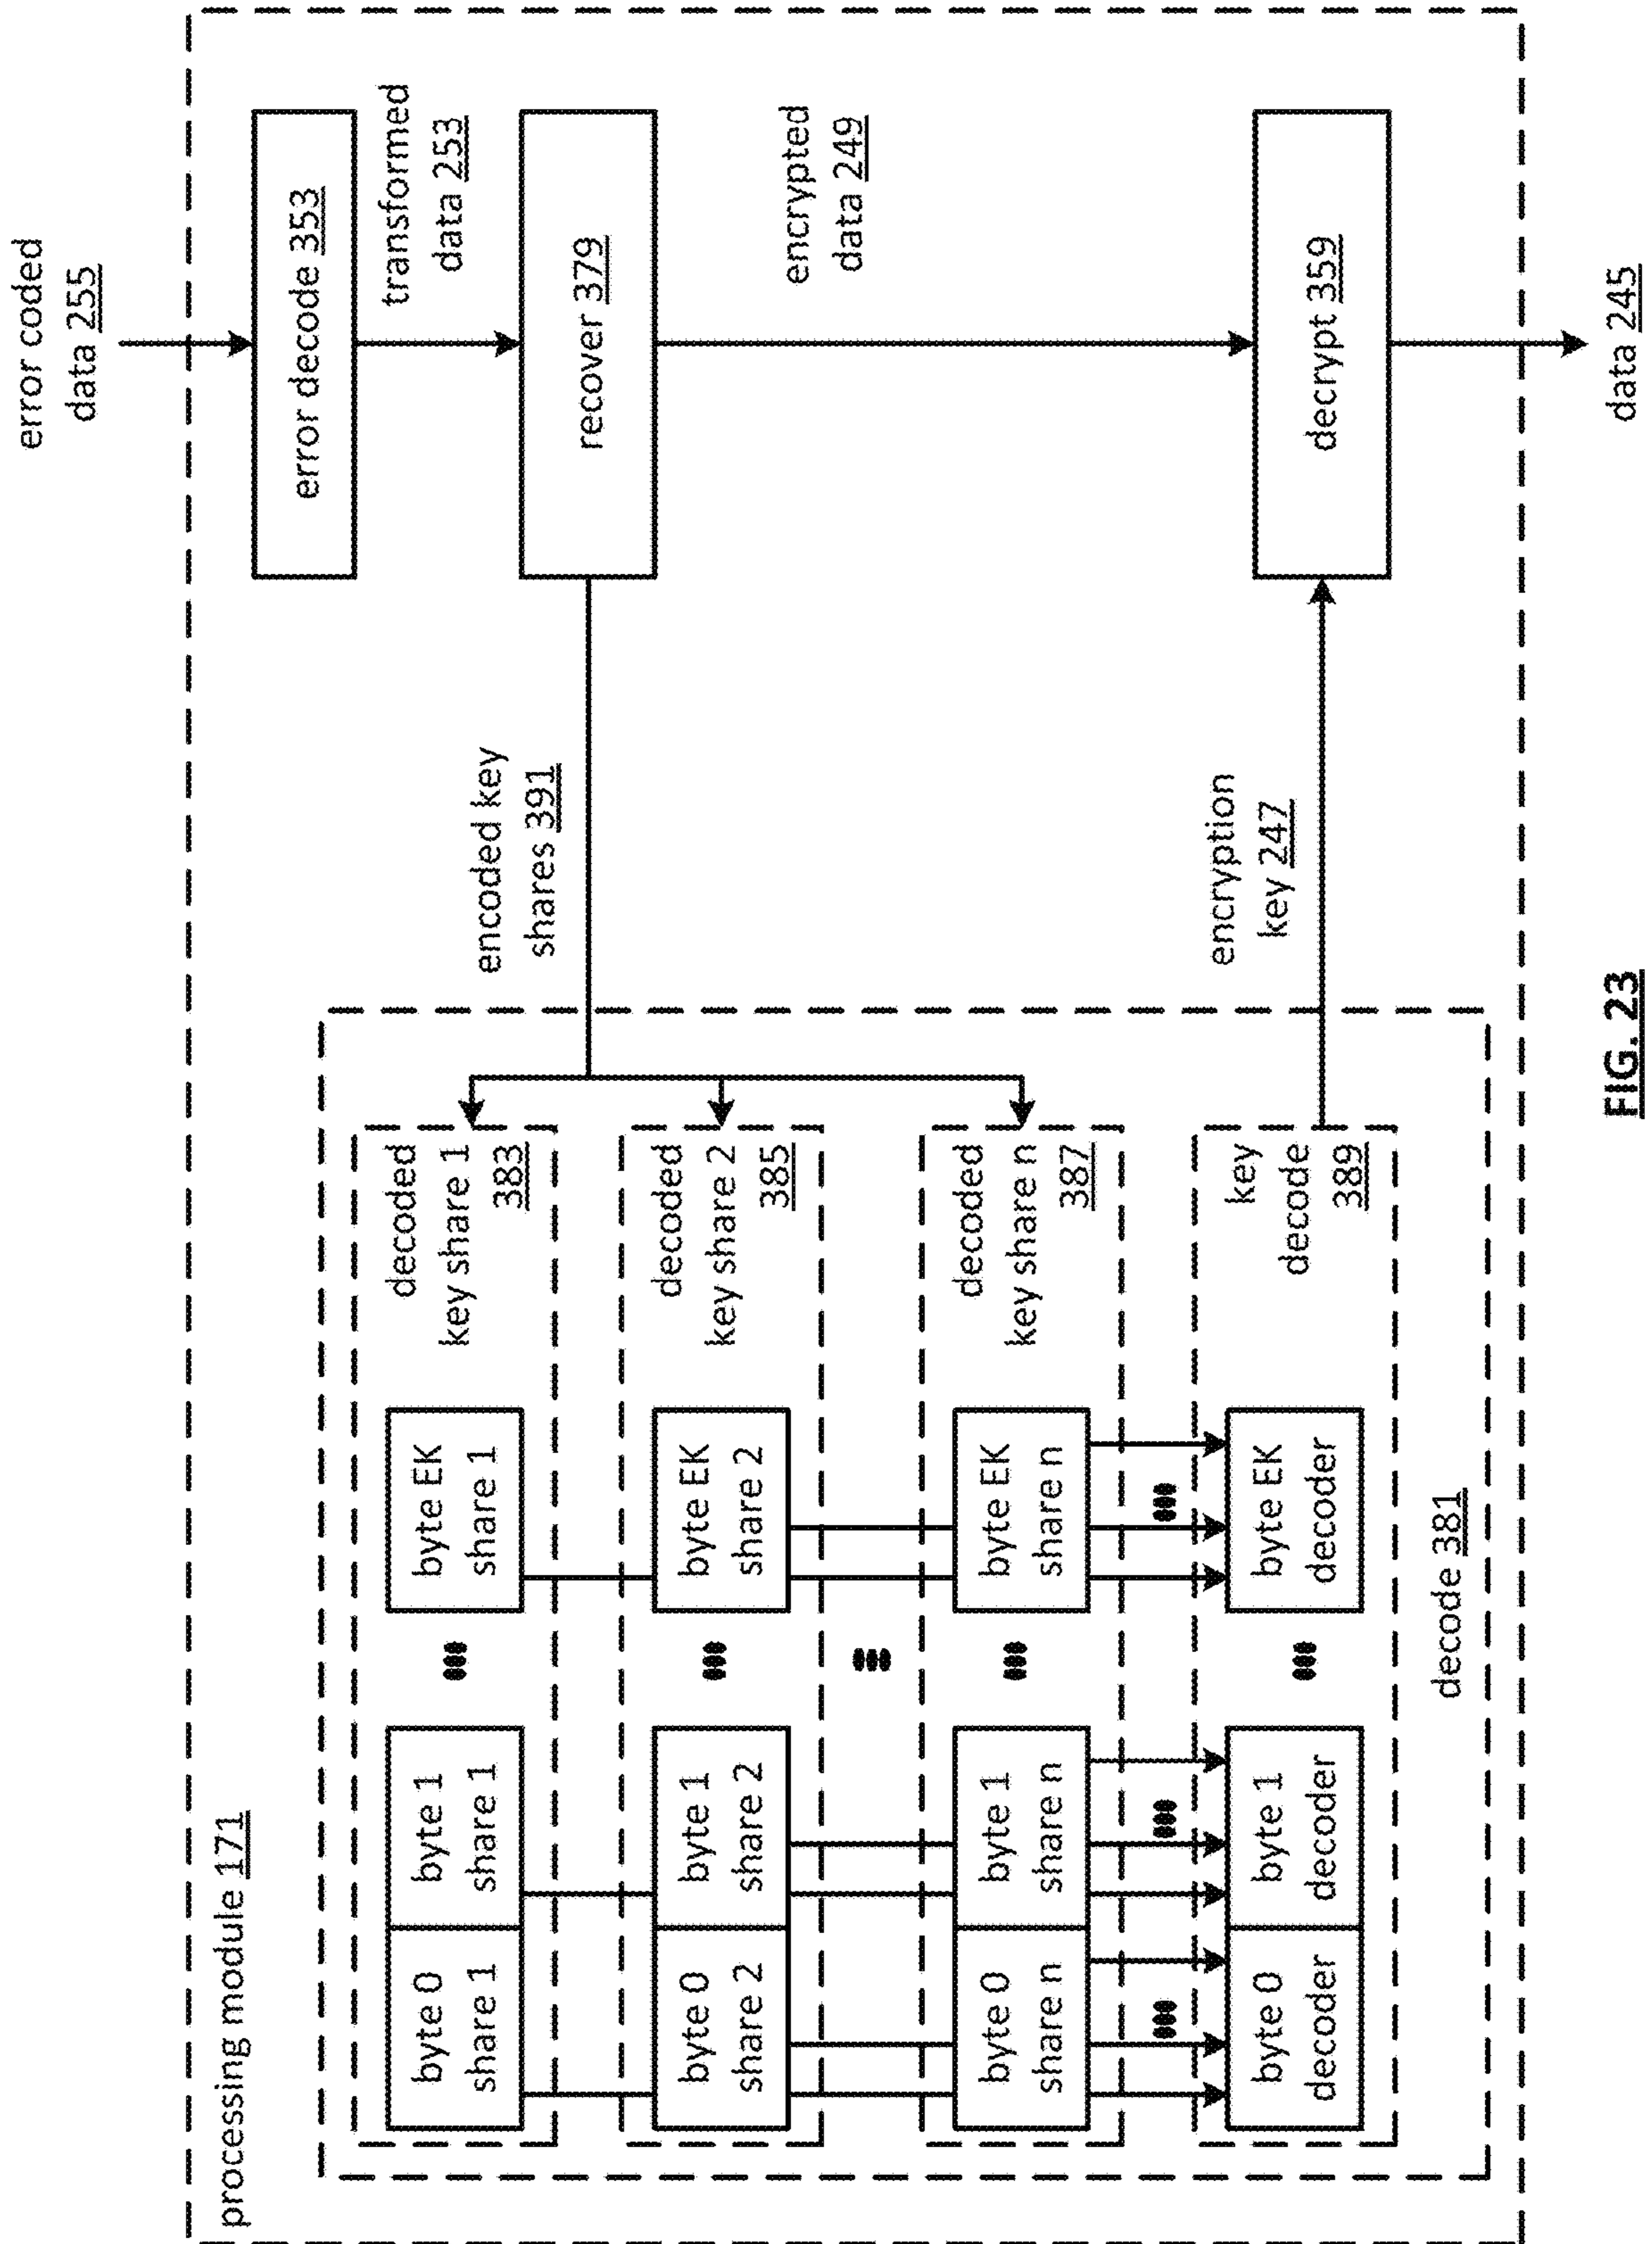 processing module 171
error coded
data 255
error decode 353
transformed
data 253
recover 379
encrypted
data 249
decrypt 359
data 245
encoded key
shares 391
encryption
key 247
byte 0
share 1
byte 1
share 1
byte EK
share 1
decoded
key share 1
383
byte 0
share 2
byte 1
share 2
byte EK
share 2
decoded
key share 2
385
byte 0
share n
byte 1
share n
byte EK
share n
decoded
key share n
387
byte 0
decoder
byte 1
decoder
byte EK
decoder
key
decode
389
decode 381
FIG. 23